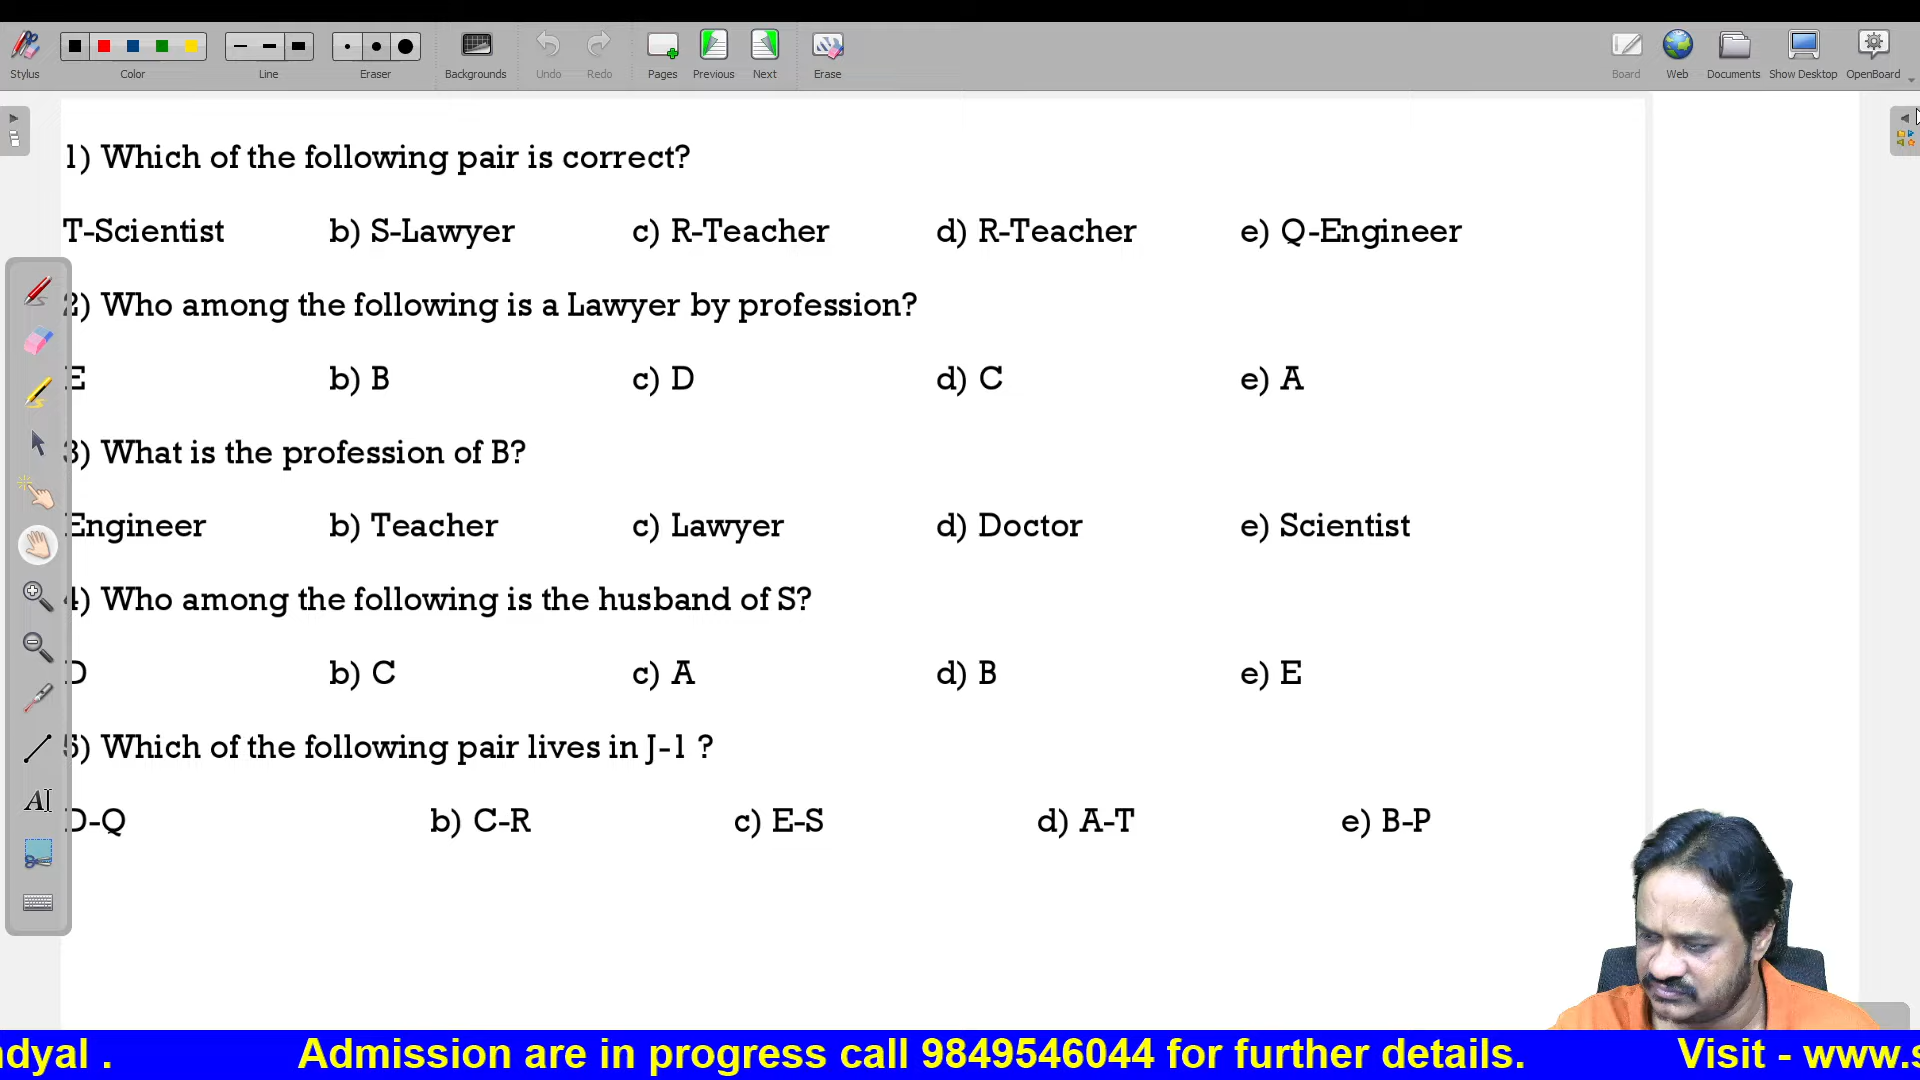 Stylus Color Line Eraser Backgrounds Undo Redo Pages Previous Next Erase Board Web Documents Show Desktop OpenBoard
1) Which of the following pair is correct?
T-Scientist b) S-Lawyer c) R-Teacher d) R-Teacher e) Q-Engineer
2) Who among the following is a Lawyer by profession?
E b) B c) D d) C e) A
3) What is the profession of B?
Engineer b) Teacher c) Lawyer d) Doctor e) Scientist
4) Who among the following is the husband of S?
D b) C c) A d) B e) E
5) Which of the following pair lives in J-1 ?
D-Q b) C-R c) E-S d) A-T e) B-P
ndyal . Admission are in progress call 9849546044 for further details. Visit - www.s